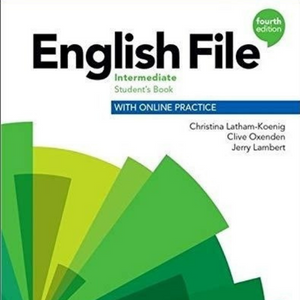 fourth
edition
English File
Intermediate
Student's Book
WITH ONLINE PRACTICE
Christina Latham-Koenig
Clive Oxenden
Jerry Lambert